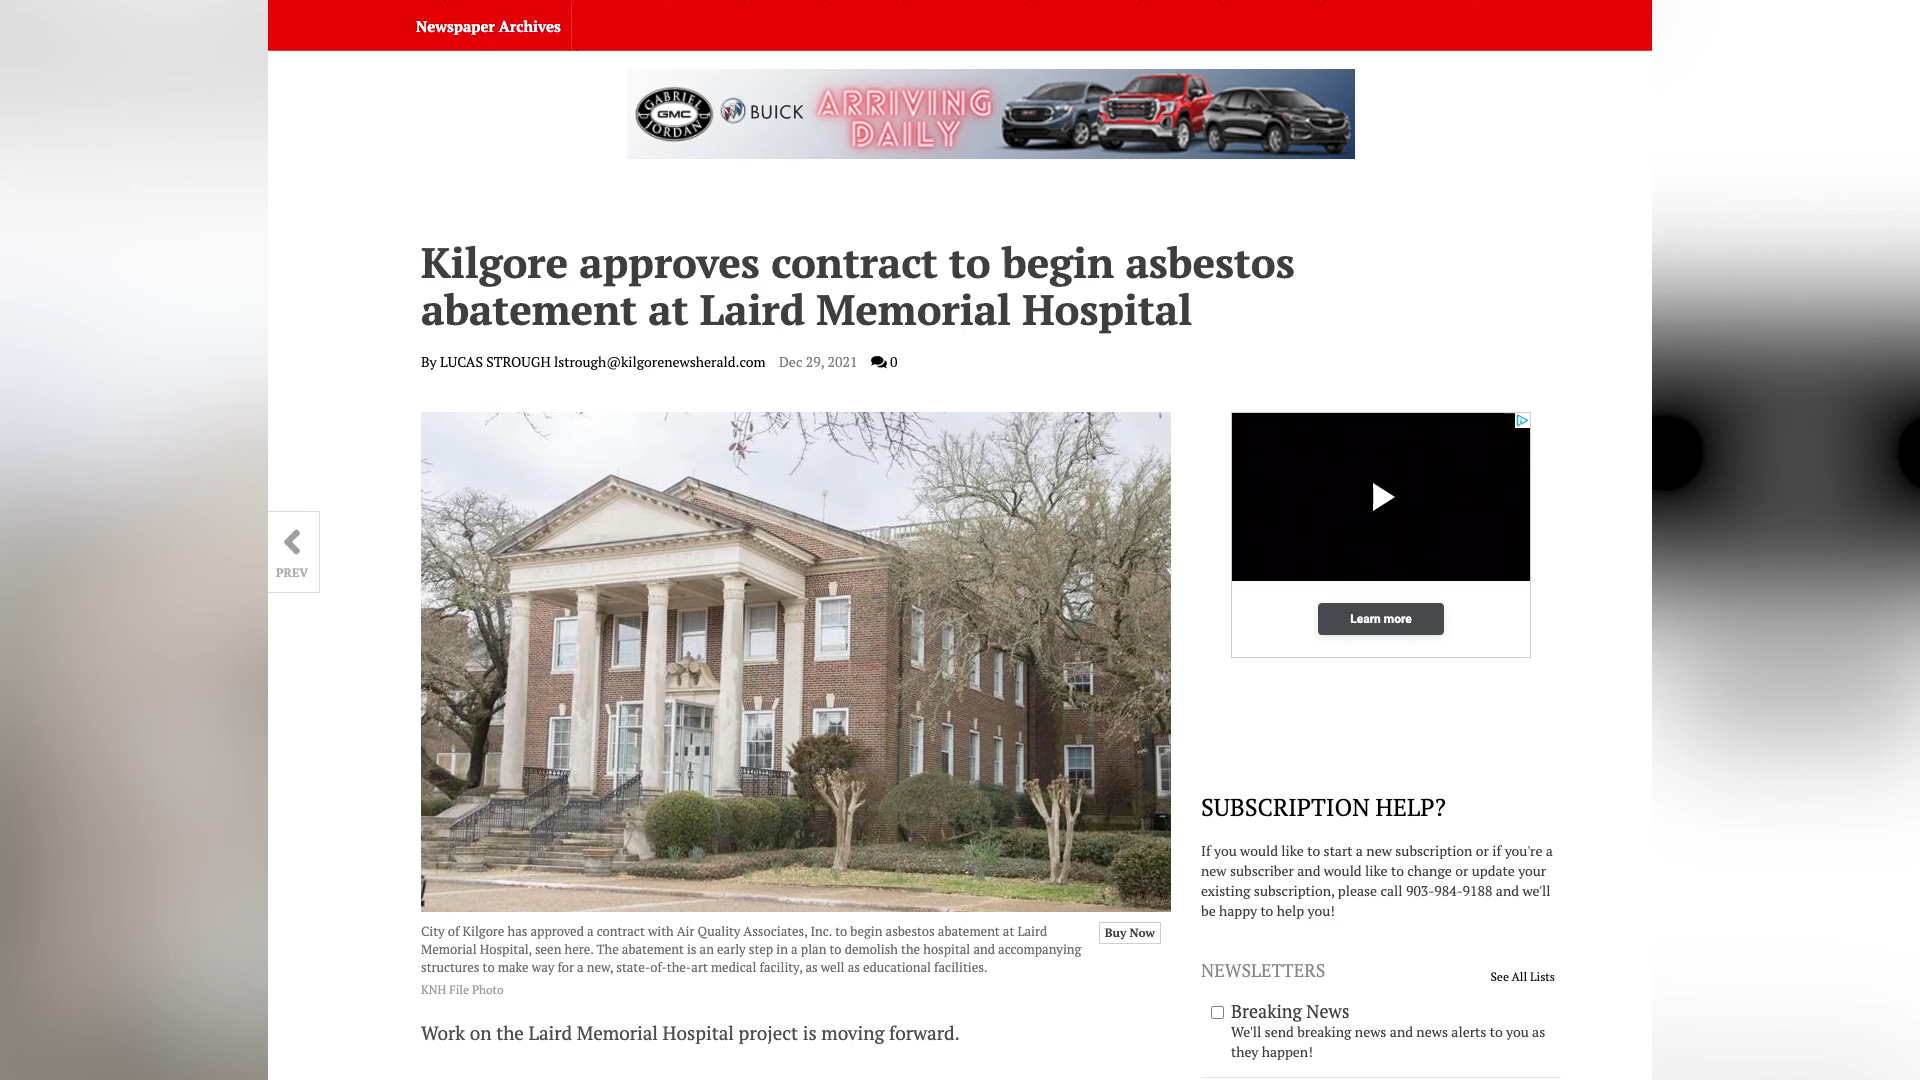 Newspaper Archives
GABRIEL
GMC
JORDAN
BUICK
ARRIVING
DAILY
Kilgore approves contract to begin asbestos
abatement at Laird Memorial Hospital
By LUCAS STROUGH lstrough@kilgorenewsherald.com Dec 29, 2021 0
PREV
Learn more
City of Kilgore has approved a contract with Air Quality Associates, Inc. to begin asbestos abatement at Laird
Memorial Hospital, seen here. The abatement is an early step in a plan to demolish the hospital and accompanying
structures to make way for a new, state-of-the-art medical facility, as well as educational facilities.
Buy Now
KNH File Photo
Work on the Laird Memorial Hospital project is moving forward.
SUBSCRIPTION HELP?
If you would like to start a new subscription or if you're a
new subscriber and would like to change or update your
existing subscription, please call 903-984-9188 and we'll
be happy to help you!
NEWSLETTERS
See All Lists
Breaking News
We'll send breaking news and news alerts to you as
they happen!